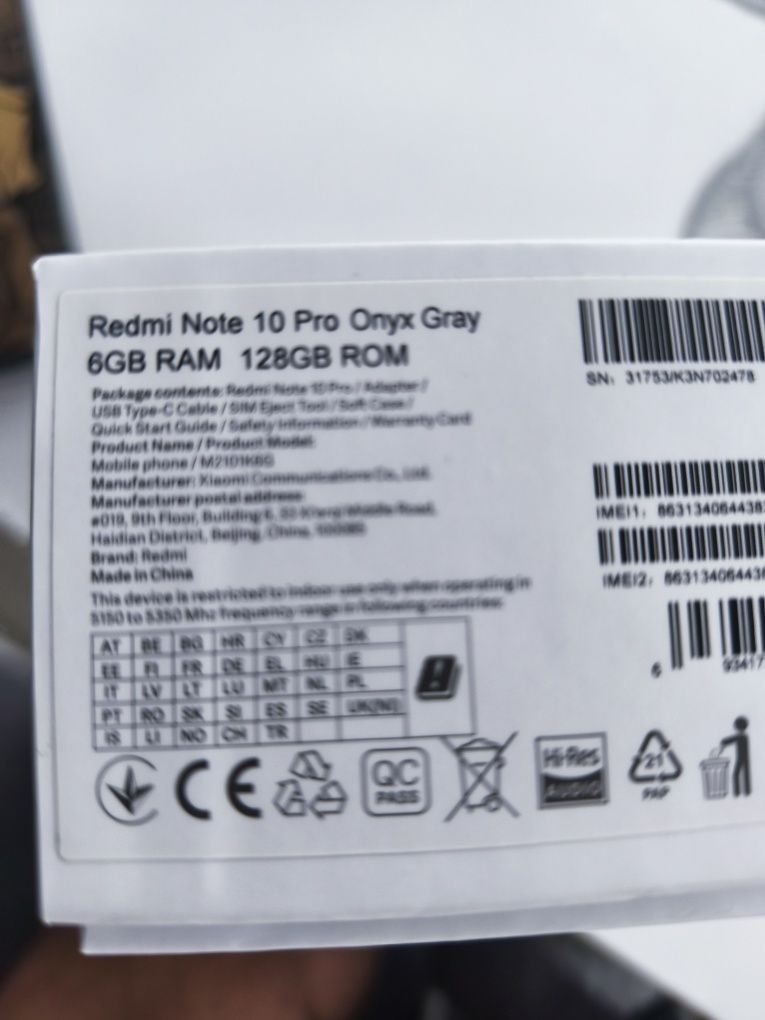 Redmi Note 10 Pro Onyx Gray
6GB RAM 128GB ROM
Package contents: Redmi Note 10 Pro / Adapter /
USB Type-C Cable / SIM Eject Tool / Soft Case /
Quick Start Guide / Safety Information / Warranty Card
Product Name / Product Model:
Mobile phone / M2101K6G
Manufacturer: Xiaomi Communications Co., Ltd.
Manufacturer postal address
#019, 9th Floor, Building 6, 33 Xi'erqi Middle Road,
Haidian District, Beijing, China, 100085
Brand: Redmi
Made in China
This device is restricted to indoor use only when operating in
5150 to 5350 Mhz frequency range in following countries:
AT BE BG HR CY CZ DK
EE FI FR DE EL HU IE
IT LV LT LU MT NL PL
PT RO SK SI ES SE UK(NI)
IS LI NO CH TR
CE
QC
PASS
Hi-Res
AUDIO
21
PAP
SN: 31753/K3N702478
IMEI1: 863134064438
IMEI2: 863134064438
6 93417